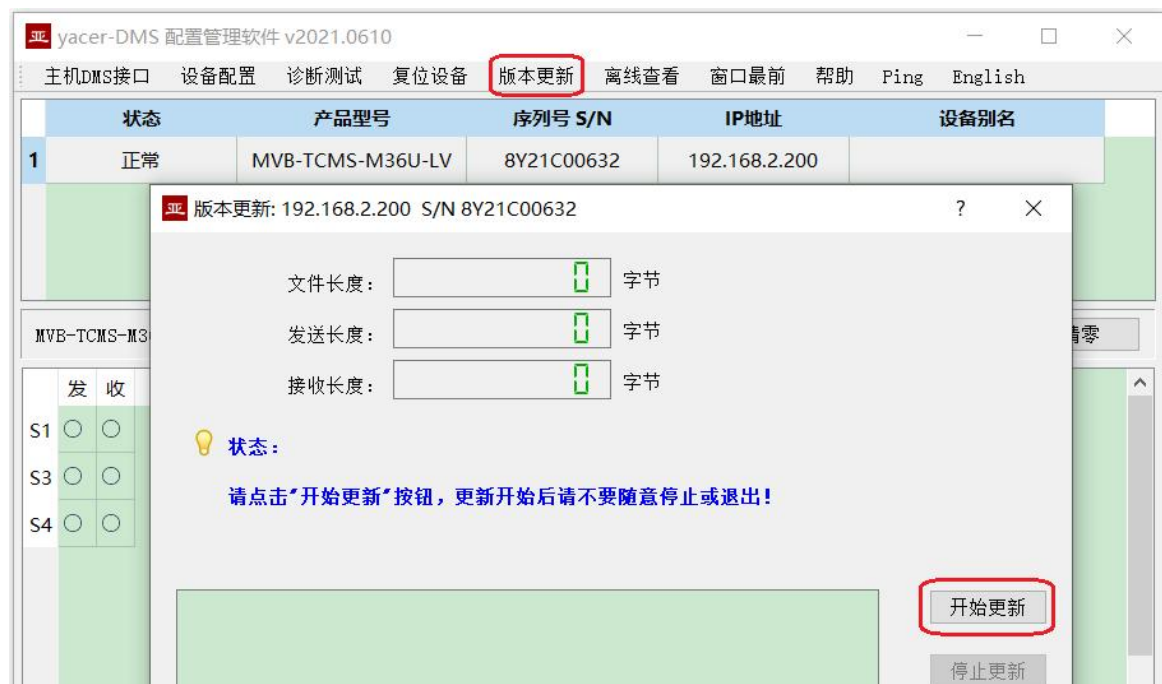 亚 yacer-DMS 配置管理软件 v2021.0610
主机DMS接口 设备配置 诊断测试 复位设备 版本更新 离线查看 窗口最前 帮助 Ping English
状态 产品型号 序列号 S/N IP地址 设备别名
1 正常 MVB-TCMS-M36U-LV 8Y21C00632 192.168.2.200
亚 版本更新: 192.168.2.200 S/N 8Y21C00632 ?
文件长度： 0 字节
MVB-TCMS-M3 发送长度： 0 字节 清零
发 收 接收长度： 0 字节
S1
状态：
S3
请点击"开始更新"按钮，更新开始后请不要随意停止或退出!
S4
开始更新
停止更新